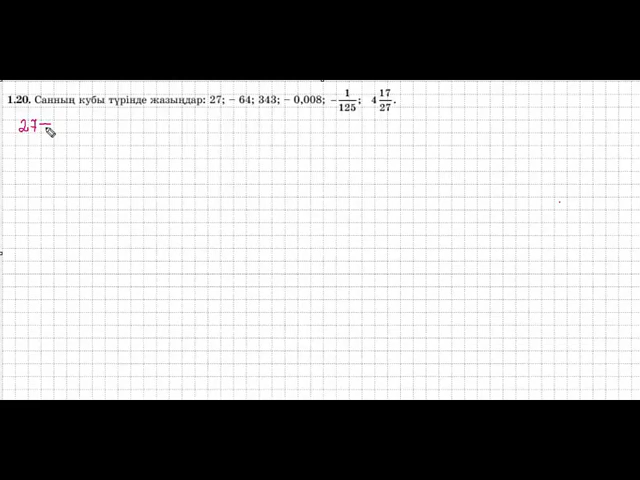 1.20. Санның кубы түрінде жазыңдар: 27; – 64; 343; – 0,008; –1/125; 4 17/27.
27=